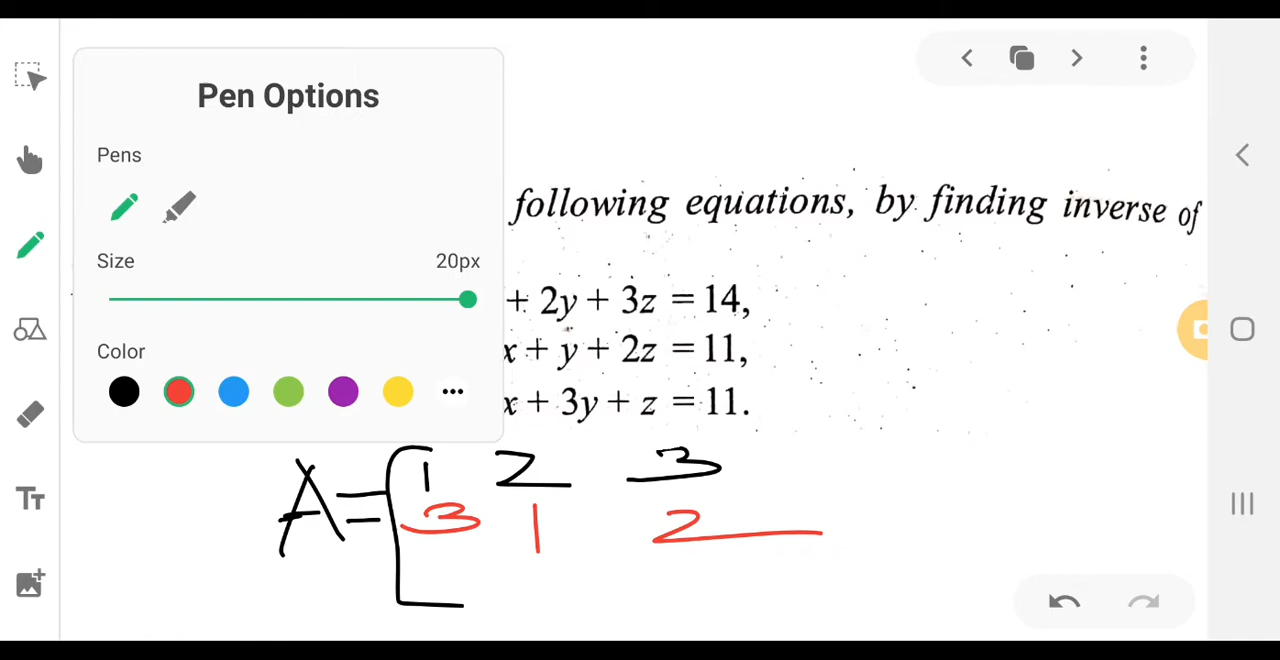 Pen Options
Pens
Size 20px
Color
following equations, by finding inverse of
+ 2y + 3z = 14,
x + y + 2z = 11,
x + 3y + z = 11.
A = [ 1 2 3
3 1 2
Tt